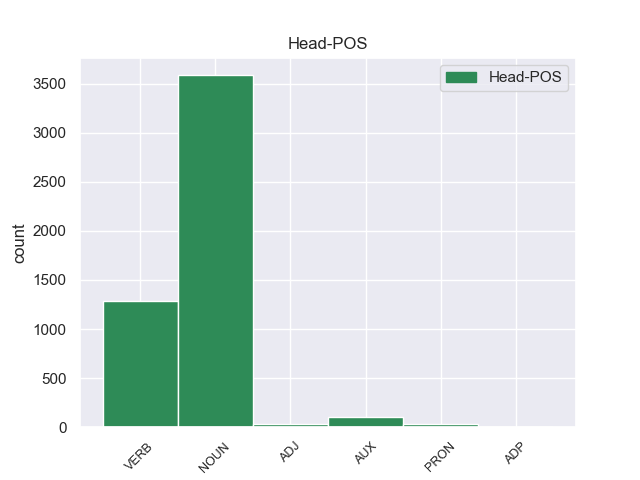 Head-POS
Head-POS
count
3500
3000
2500
2000
1500
1000
500
0
VERB
NOUN
ADJ
AUX
PRON
ADP